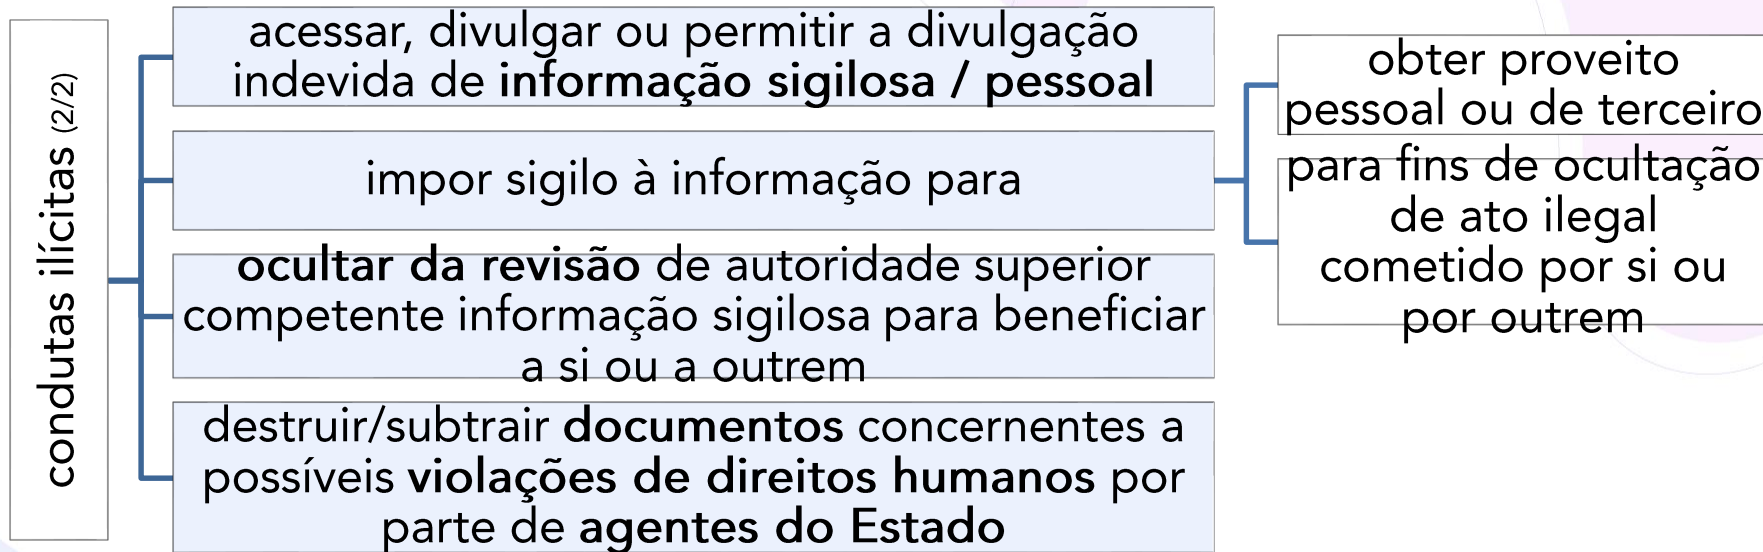 condutas ilícitas (2/2)
acessar, divulgar ou permitir a divulgação
indevida de informação sigilosa / pessoal
impor sigilo à informação para
obter proveito
pessoal ou de terceiro
para fins de ocultação
de ato ilegal
cometido por si ou
por outrem
ocultar da revisão de autoridade superior
competente informação sigilosa para beneficiar
a si ou a outrem
destruir/subtrair documentos concernentes a
possíveis violações de direitos humanos por
parte de agentes do Estado